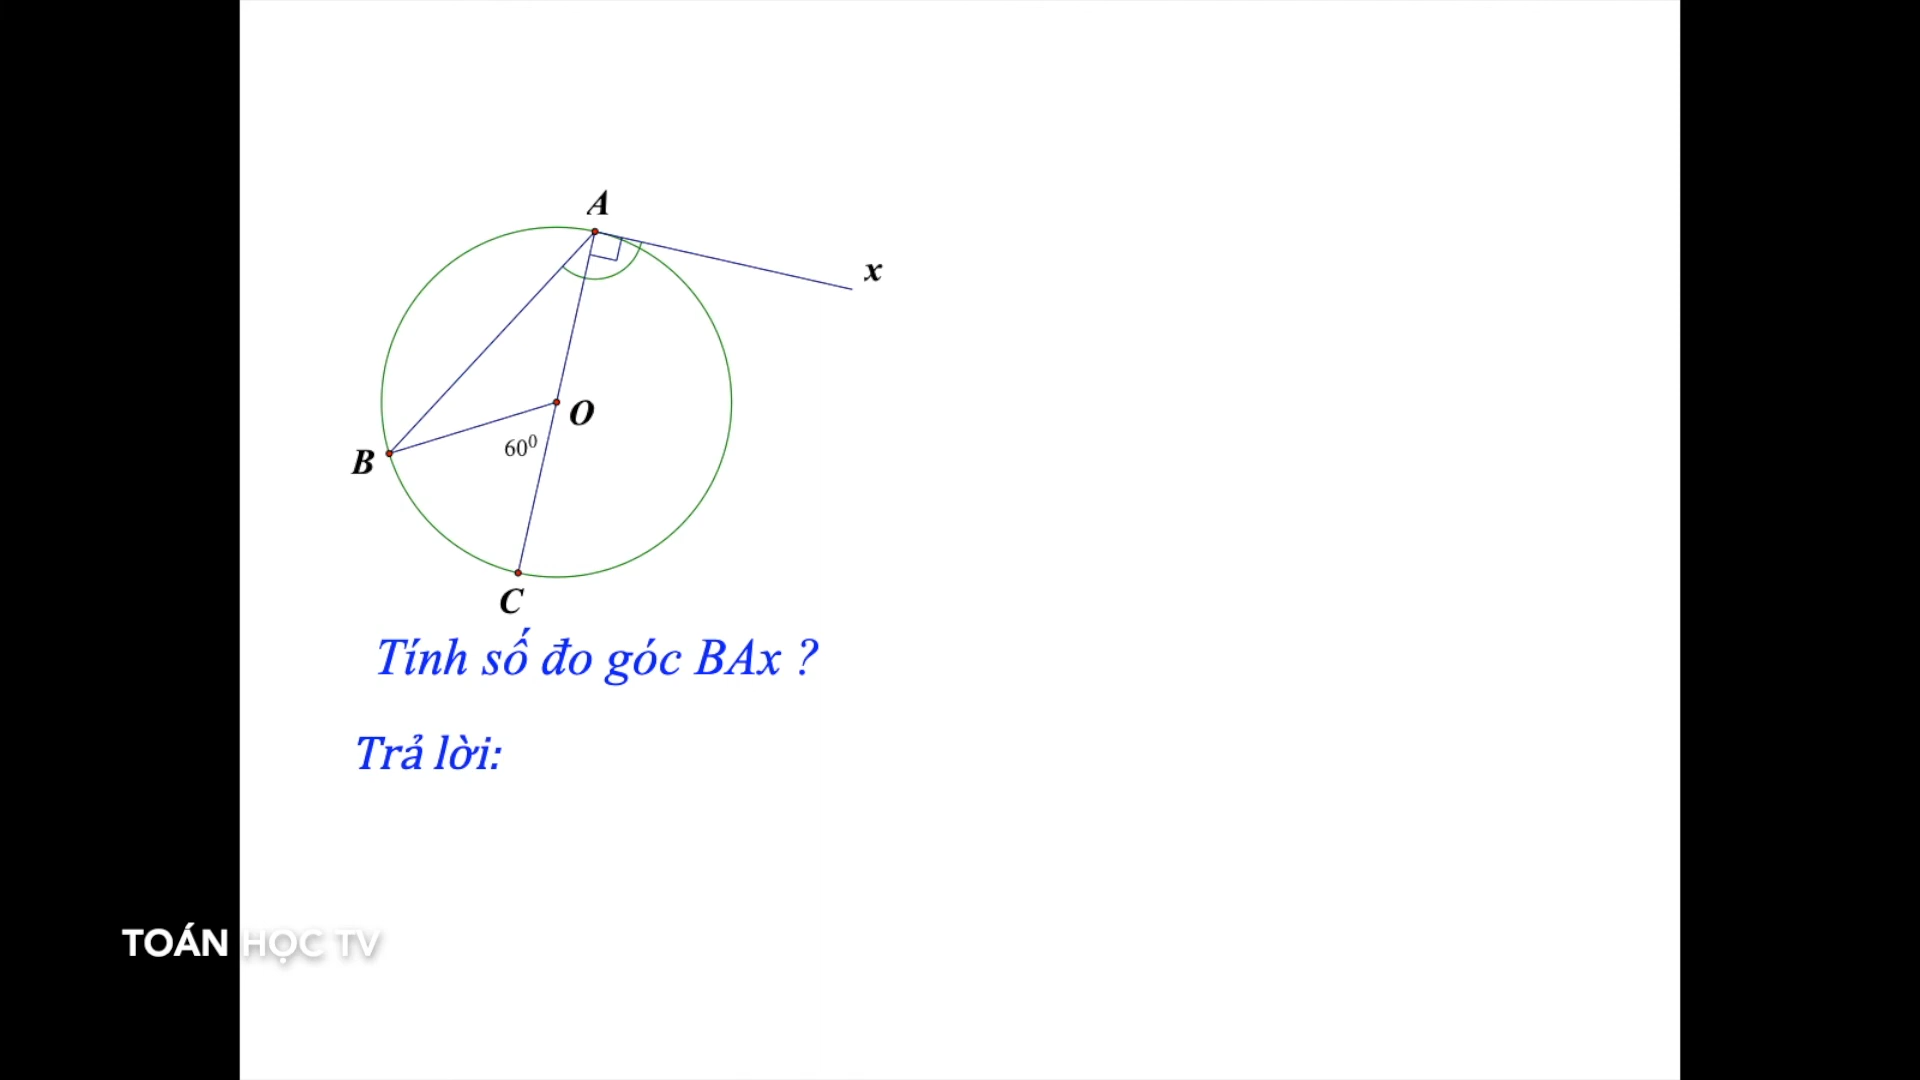 A
x
O
60⁰
B
C
Tính số đo góc BAx ?
Trả lời:
TOÁN HỌC TV